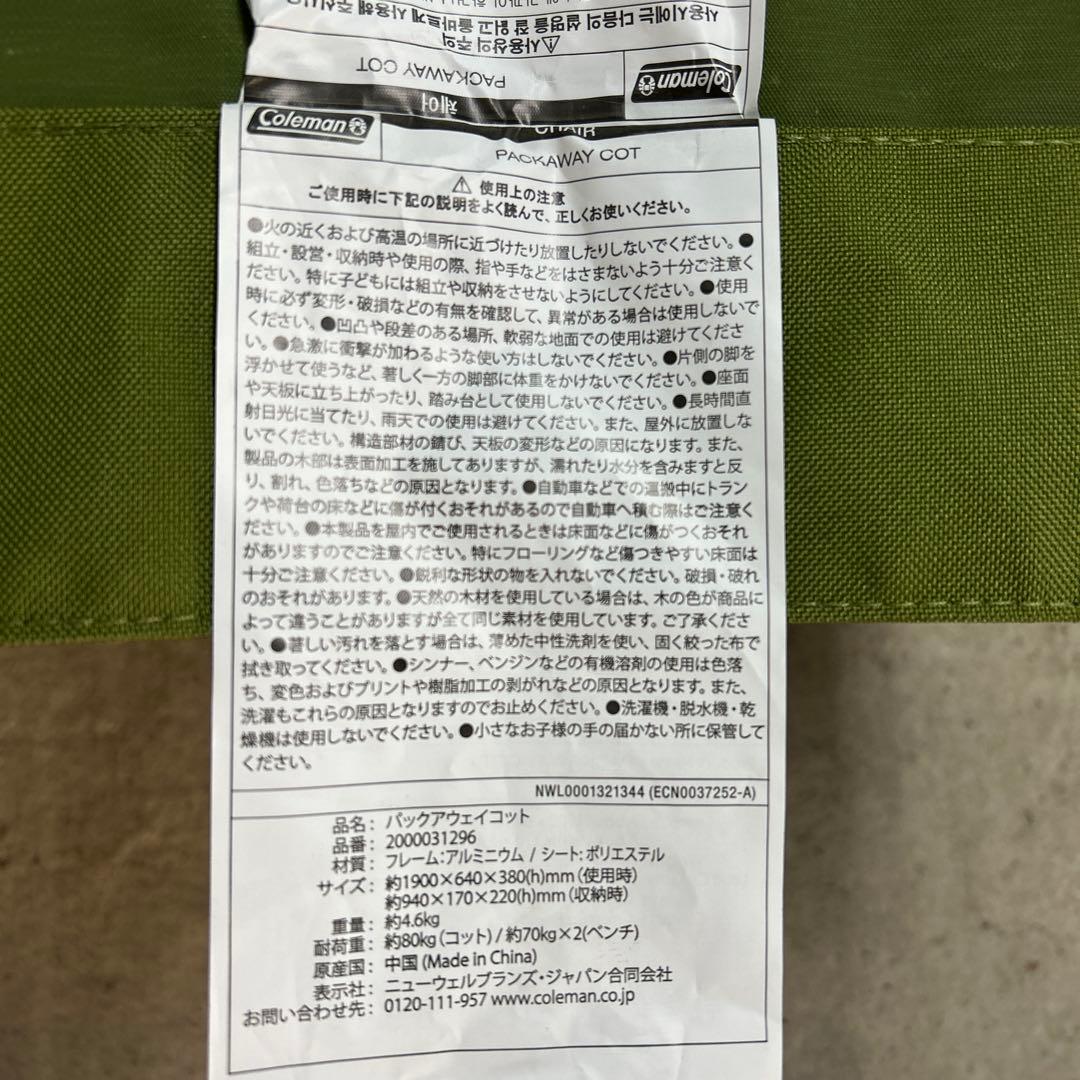 사용시에는 다음의 설명을 잘 읽고 올바르게 사용해 주십시오
⚠사용상의 주의
PACKAWAY COT
Coleman
체어
Coleman
CHAIR
PACKAWAY COT
⚠ 使用上の注意
ご使用時に下記の説明をよく読んで、正しくお使いください。
●火の近くおよび高温の場所に近づけたり放置したりしないでください。●
組立・設営・収納時や使用の際、指や手などをはさまないよう十分ご注意く
ださい。特に子どもには組立や収納をさせないようにしてください。●使用
時に必ず変形・破損などの有無を確認して、異常がある場合は使用しないで
ください。●凹凸や段差のある場所、軟弱な地面での使用は避けてくださ
い。●急激に衝撃が加わるような使い方はしないでください。●片側の脚を
浮かせて使うなど、著しく一方の脚部に体重をかけないでください。●座面
や天板に立ち上がったり、踏み台として使用しないでください。●長時間直
射日光に当てたり、雨天での使用は避けてください。また、屋外に放置しな
いでください。構造部材の錆び、天板の変形などの原因になります。また、
製品の木部は表面加工を施してありますが、濡れたり水分を含みますと反
り、割れ、色落ちなどの原因となります。●自動車などでの運搬中にトラン
クや荷台の床などに傷が付くおそれがあるので自動車へ積む際はご注意く
ださい。●本製品を屋内でご使用されるときは床面などに傷がつくおそれ
がありますのでご注意ください。特にフローリングなど傷つきやすい床面は
十分ご注意ください。●鋭利な形状の物を入れないでください。破損・破れ
のおそれがあります。●天然の木材を使用している場合は、木の色が商品に
よって違うことがありますが全て同じ素材を使用しています。ご了承くださ
い。●著しい汚れを落とす場合は、薄めた中性洗剤を使い、固く絞った布で
拭き取ってください。●シンナー、ベンジンなどの有機溶剤の使用は色落
ち、変色およびプリントや樹脂加工の剥がれなどの原因となります。また、
洗濯もこれらの原因となりますのでお止めください。●洗濯機・脱水機・乾
燥機は使用しないでください。●小さなお子様の手の届かない所に保管して
ください。
NWL0001321344 (ECN0037252-A)
品名：パックアウェイコット
品番：2000031296
材質：フレーム：アルミニウム / シート：ポリエステル
サイズ：約1900×640×380(h)mm（使用時）
約940×170×220(h)mm（収納時）
重量：約4.6kg
耐荷重：約80kg（コット）/ 約70kg×2(ベンチ)
原産国：中国 (Made in China)
表示社：ニューウェルブランズ・ジャパン合同会社
お問い合わせ先：0120-111-957 www.coleman.co.jp